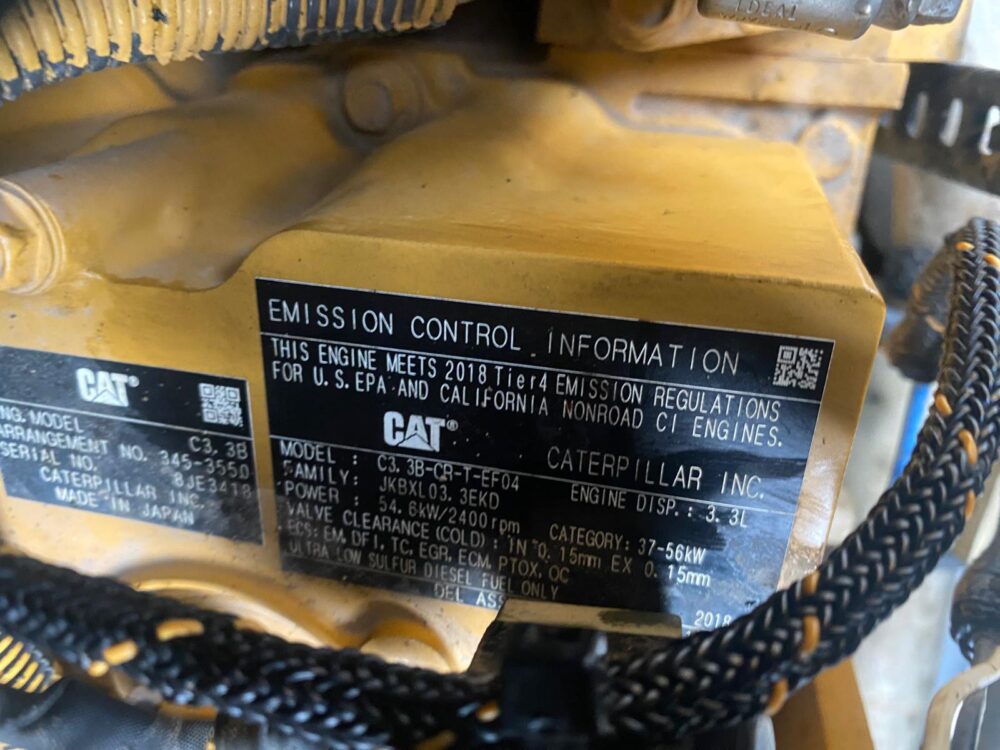 IDEAL
EMISSION CONTROL INFORMATION
THIS ENGINE MEETS 2018 Tier4 EMISSION REGULATIONS
FOR U.S.EPA AND CALIFORNIA NONROAD CI ENGINES.
CAT®
CATERPILLAR INC.
MODEL : C3.3B-CR-T-EF04
ENGINE DISP.: 3.3L
FAMILY: JKBXL03.3EKD
POWER : 54.6kW/2400rpm
CATEGORY: 37-56kW
VALVE CLEARANCE(COLD): IN 0.15mm EX 0.15mm
ECS: EM, DFI, TC, EGR, ECM, PTOX, OC
ULTRA LOW SULFUR DIESEL FUEL ONLY
DEL ASS
2018
CAT®
NG. MODEL C3.3B
ARRANGEMENT NO. 345-3550
SERIAL NO. 8JE3418
CATERPILLAR INC.
MADE IN JAPAN